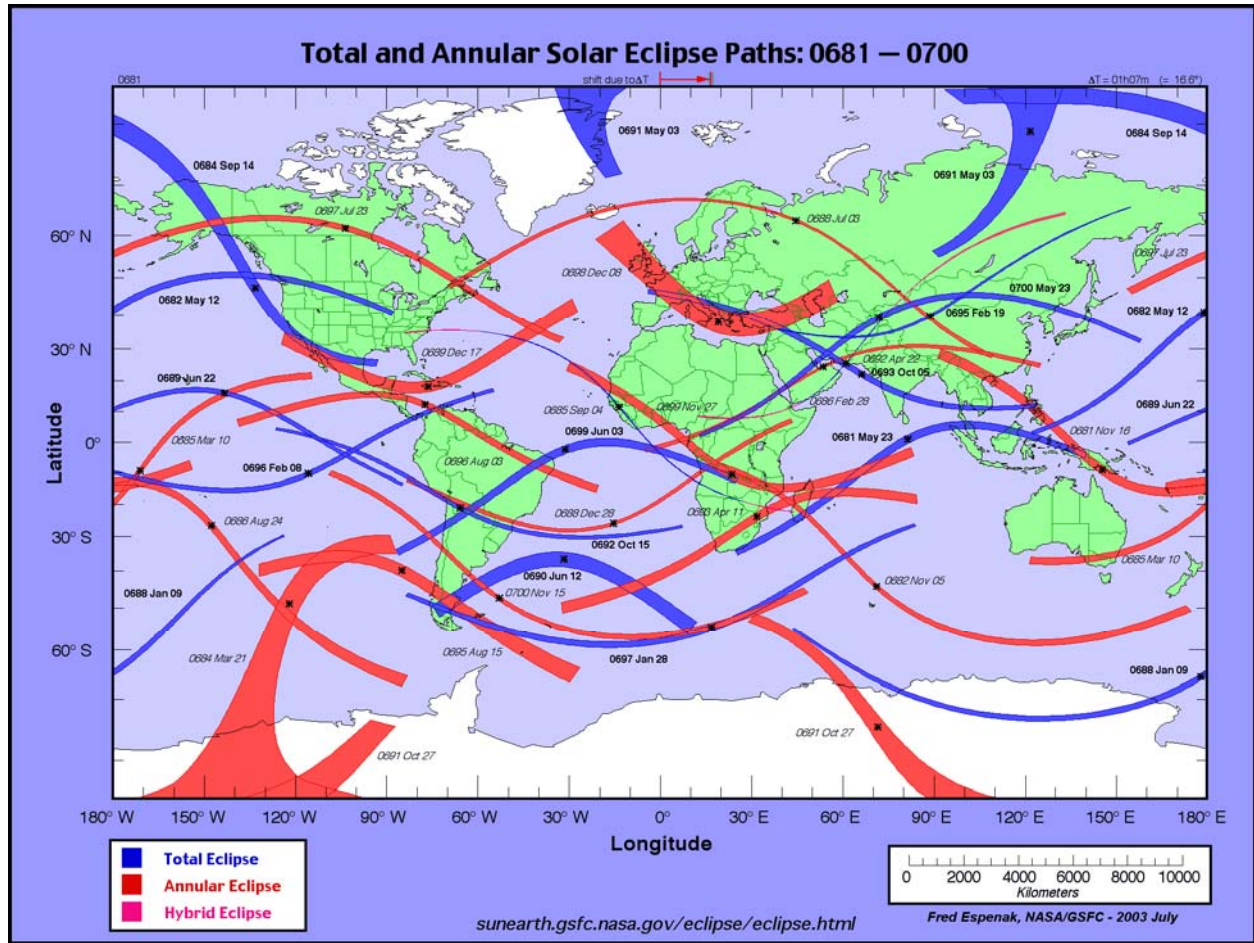 Total and Annular Solar Eclipse Paths: 0681 — 0700
0681
shift due to ΔT
ΔT = 01h07m (= 16.6°)
0691 May 03
0684 Sep 14
0684 Sep 14
0691 May 03
0697 Jul 23
0688 Jul 03
60° N
0698 Dec 08
0697 Jul 23
0682 May 12
0700 May 23
0695 Feb 19
0682 May 12
30° N
0689 Dec 17
0692 Apr 22
0693 Oct 05
0689 Jun 22
0686 Feb 28
0689 Jun 22
0685 Sep 04
0699 Nov 27
0699 Jun 03
0681 May 23
0681 Nov 16
0685 Mar 10
Latitude
0°
0696 Feb 08
0696 Aug 03
0686 Aug 24
0688 Dec 28
0693 Apr 11
30° S
0692 Oct 15
0685 Mar 10
0690 Jun 12
0682 Nov 05
0688 Jan 09
0700 Nov 15
60° S
0684 Mar 21
0695 Aug 15
0697 Jan 28
0688 Jan 09
0691 Oct 27
0691 Oct 27
180° W 150° W 120° W 90° W 60° W 30° W 0° 30° E 60° E 90° E 120° E 150° E 180° E
Longitude
Total Eclipse
Annular Eclipse
Hybrid Eclipse
0 2000 4000 6000 8000 10000
Kilometers
sunearth.gsfc.nasa.gov/eclipse/eclipse.html
Fred Espenak, NASA/GSFC - 2003 July